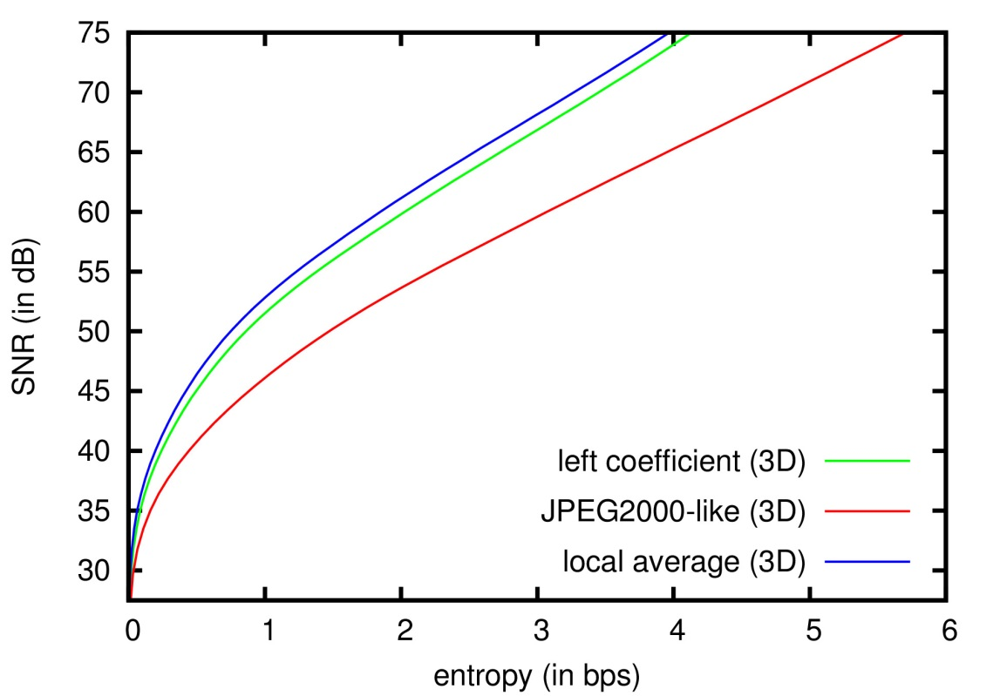 75
70
65
60
55
50
45
40
35
30
SNR (in dB)
left coefficient (3D)
JPEG2000-like (3D)
local average (3D)
0 1 2 3 4 5 6
entropy (in bps)